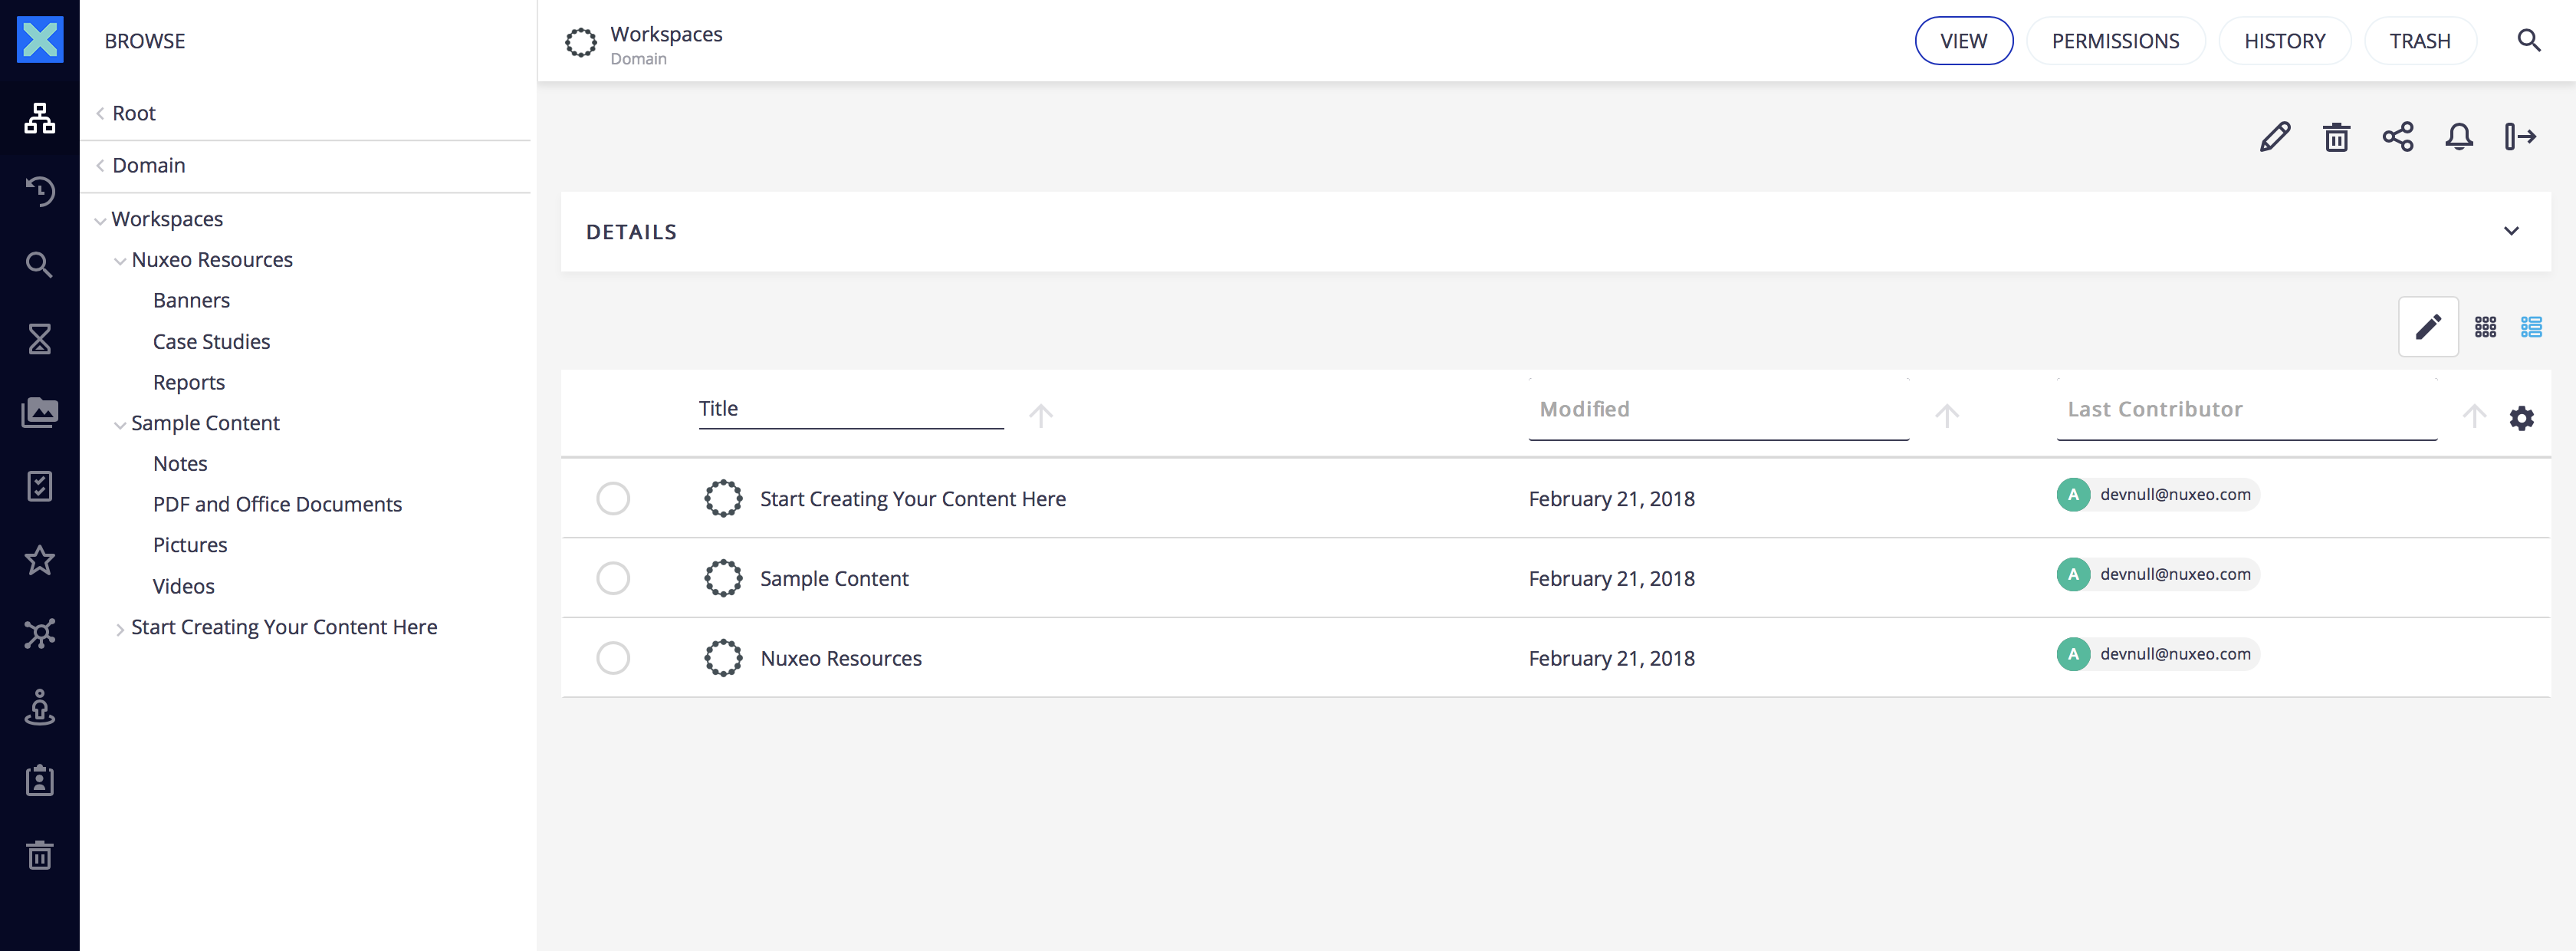 BROWSE
Root
Domain
Workspaces
Nuxeo Resources
Banners
Case Studies
Reports
Sample Content
Notes
PDF and Office Documents
Pictures
Videos
Start Creating Your Content Here
Workspaces
Domain
VIEW PERMISSIONS HISTORY TRASH
DETAILS
Title Modified Last Contributor
Start Creating Your Content Here February 21, 2018 A devnull@nuxeo.com
Sample Content February 21, 2018 A devnull@nuxeo.com
Nuxeo Resources February 21, 2018 A devnull@nuxeo.com